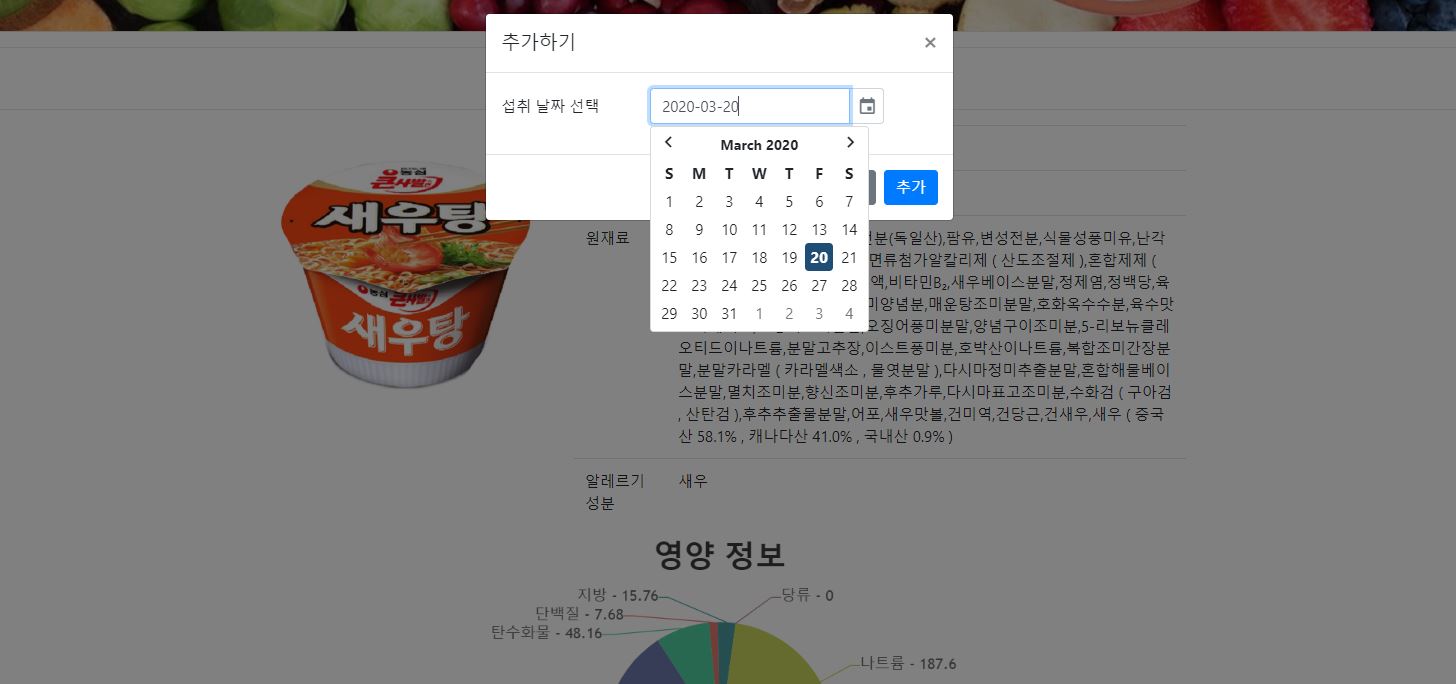 추가하기
×
섭취 날짜 선택
2020-03-20
March 2020
S M T W T F S
1 2 3 4 5 6 7
8 9 10 11 12 13 14
15 16 17 18 19 20 21
22 23 24 25 26 27 28
29 30 31 1 2 3 4
추가
농심
큰사발면
새우탕
농심 큰사발면
새우탕
원재료
분(독일산),팜유,변성전분,식물성풍미유,난각
면류첨가알칼리제 ( 산도조절제 ),혼합제제 (
액,비타민B₂,새우베이스분말,정제염,정백당,육
미양념분,매운탕조미분말,호화옥수수분,육수맛
오징어풍미분말,양념구이조미분,5-리보뉴클레
오티드이나트륨,분말고추장,이스트풍미분,호박산이나트륨,복합조미간장분
말,분말카라멜 ( 카라멜색소 , 물엿분말 ),다시마정미추출분말,혼합해물베이
스분말,멸치조미분,향신조미분,후추가루,다시마표고조미분,수화검 ( 구아검
, 산탄검 ),후추추출물분말,어포,새우맛볼,건미역,건당근,건새우,새우 ( 중국
산 58.1% , 캐나다산 41.0% , 국내산 0.9% )
알레르기
성분
새우
영양 정보
지방 - 15.76
당류 - 0
단백질 - 7.68
탄수화물 - 48.16
나트륨 - 187.6